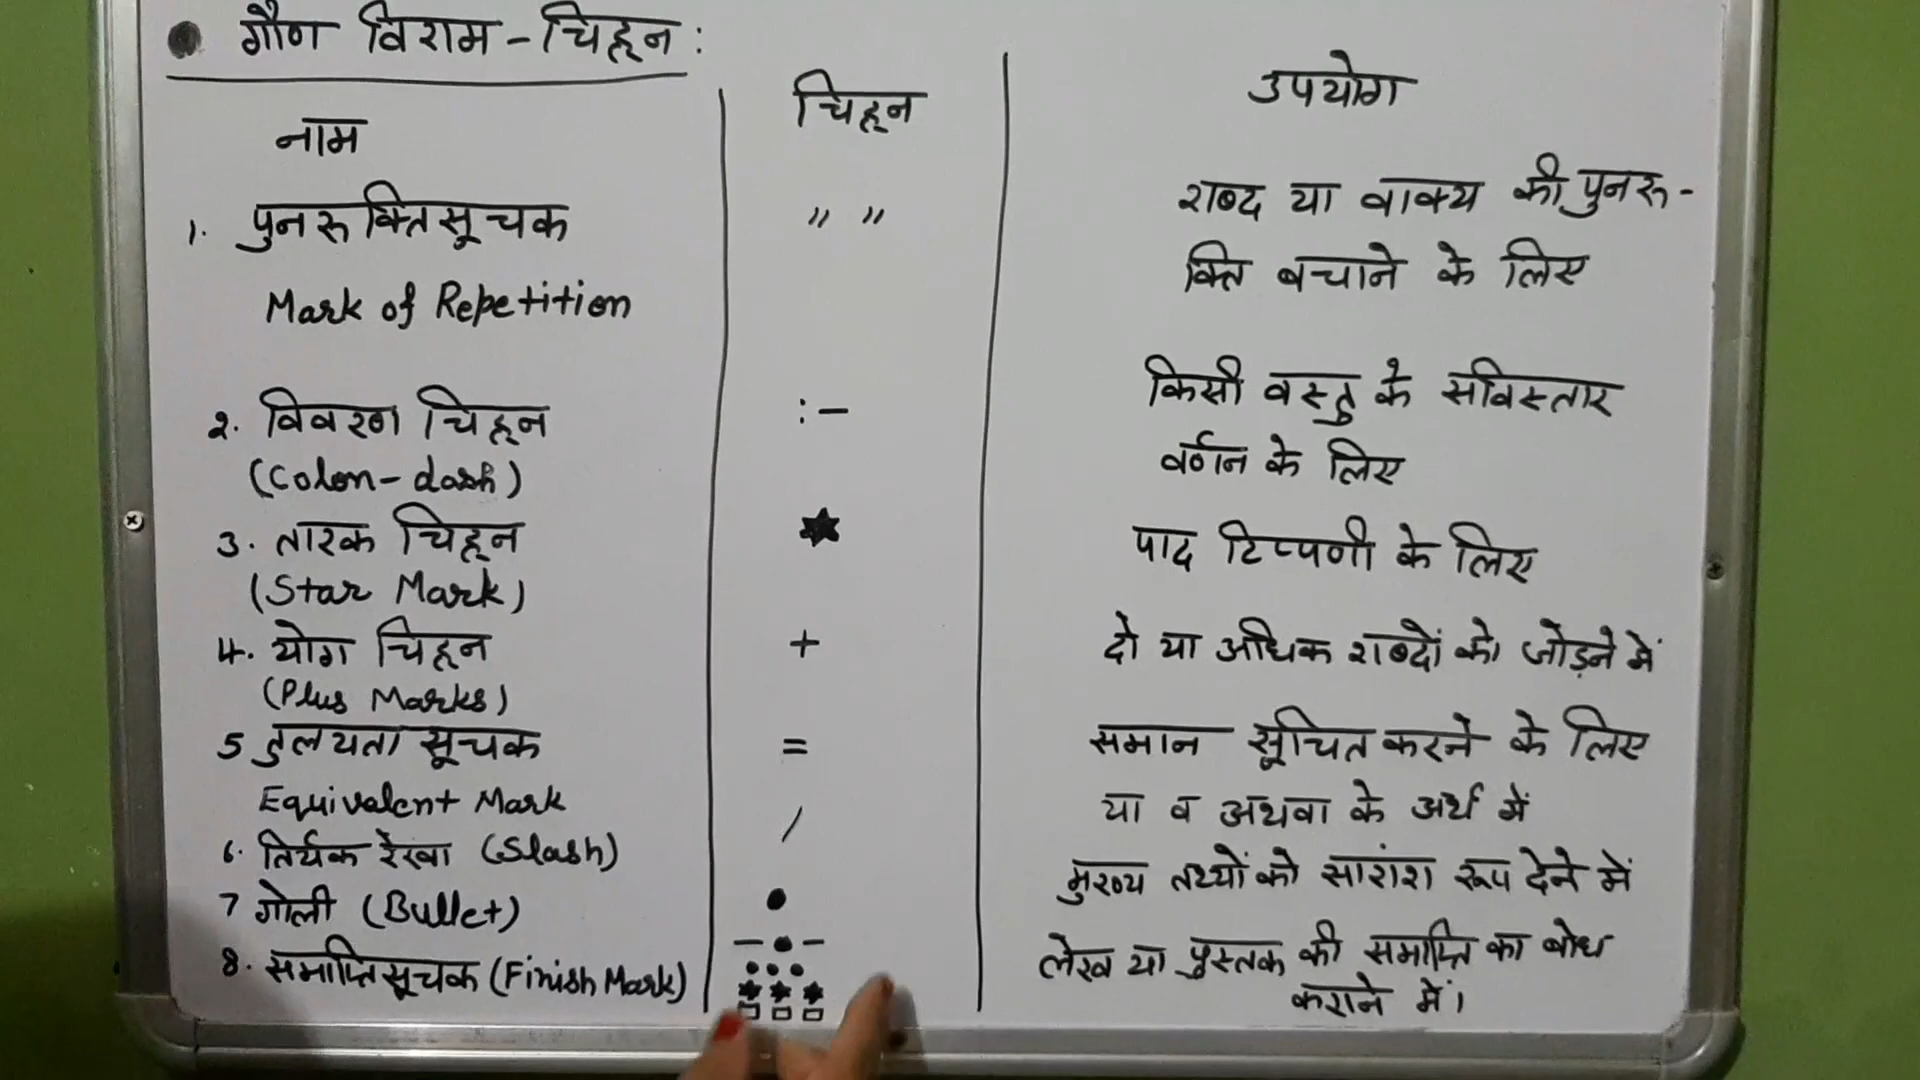 ● गौण विराम-चिह्न :
नाम
चिह्न
उपयोग
1. पुनरूक्तिसूचक
Mark of Repetition
" "
शब्द या वाक्य की पुनरू-
क्ति बचाने के लिए
2. विवरण चिह्न
(Colon-dash)
:-
किसी वस्तु के सविस्तार
वर्णन के लिए
3. तारक चिह्न
(Star Mark)
★
पाद टिप्पणी के लिए
4. योग चिह्न
(Plus Marks)
+
दो या अधिक शब्दों को जोड़ने में
5 तुलयता सूचक
Equivalent Mark
=
समान सूचित करने के लिए
6. तिर्यक रेखा (Slash)
/
या व अथवा के अर्थ में
7 गोली (Bullet)
●
मुख्य तथ्यों को सारांश रूप देने में
8. समाप्तिसूचक (Finish Mark)
-●-
●●●
★★★
▭▭▭
लेख या पुस्तक की समाप्ति का बोध
कराने में।